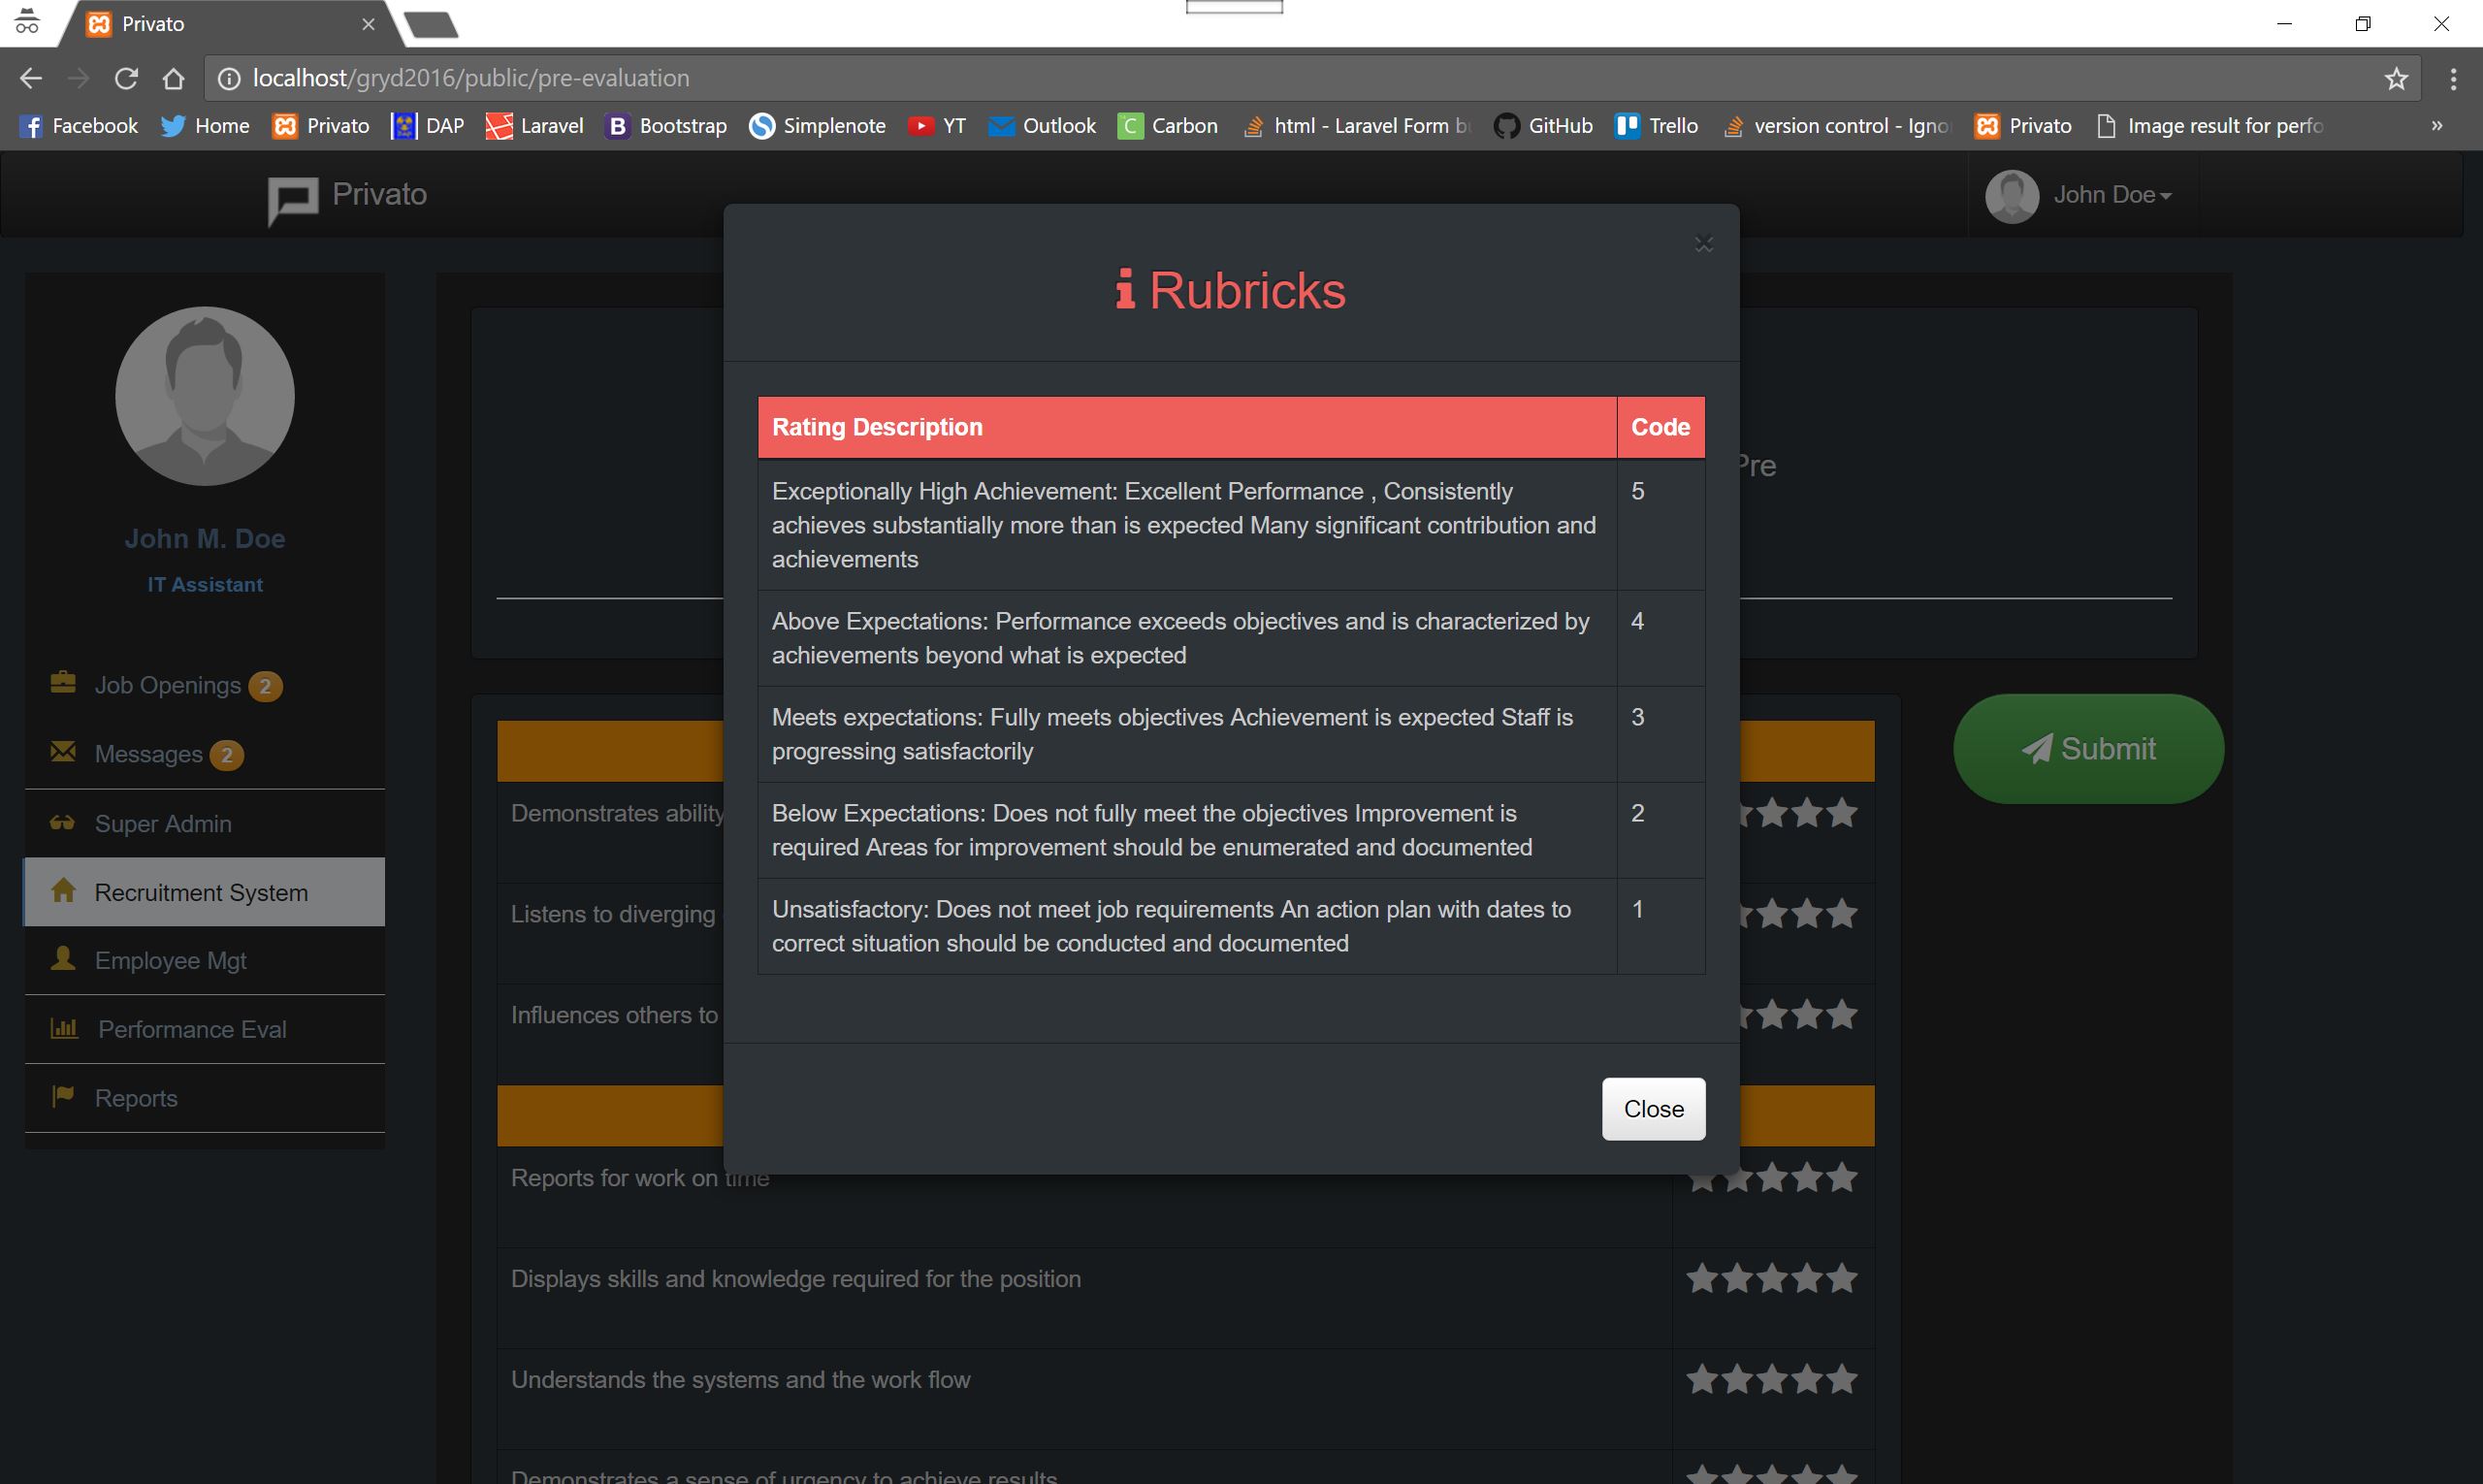 Privato
localhost/gryd2016/public/pre-evaluation
Facebook Home Privato DAP Laravel Bootstrap Simplenote YT Outlook Carbon html - Laravel Form GitHub Trello version control - Privato Image result for »
Privato
John Doe
Rubricks
Rating Description Code
Exceptionally High Achievement: Excellent Performance , Consistently 5
achieves substantially more than is expected Many significant contribution and
achievements
Above Expectations: Performance exceeds objectives and is characterized by 4
achievements beyond what is expected
Meets expectations: Fully meets objectives Achievement is expected Staff is 3
progressing satisfactorily
Below Expectations: Does not fully meet the objectives Improvement is 2
required Areas for improvement should be enumerated and documented
Unsatisfactory: Does not meet job requirements An action plan with dates to 1
correct situation should be conducted and documented
Close
John M. Doe
IT Assistant
Job Openings 2
Messages 2
Super Admin
Recruitment System
Employee Mgt
Performance Eval
Reports
Pre
Submit
Demonstrates ability
Listens to diverging
Influences others to
Reports for work on time
Displays skills and knowledge required for the position
Understands the systems and the work flow
Demonstrates a sense of urgency to achieve results